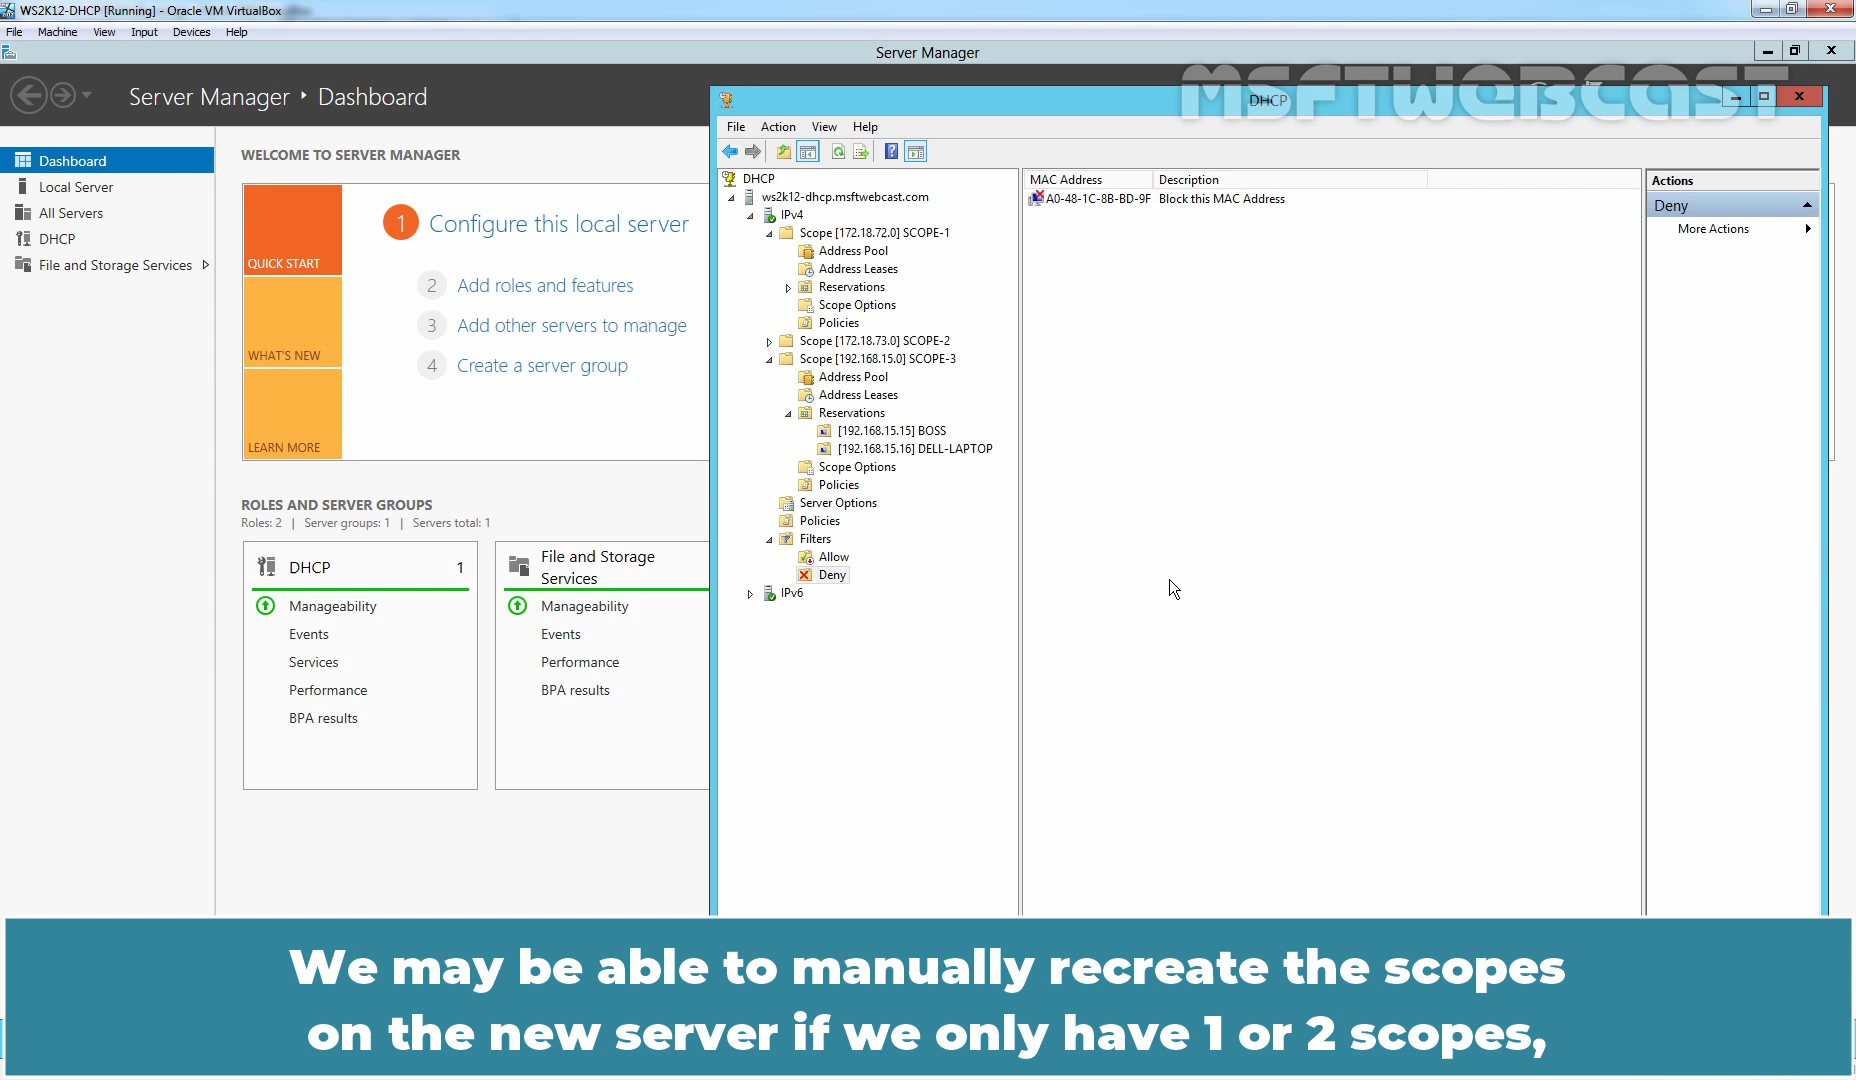 WS2K12-DHCP [Running] - Oracle VM VirtualBox
File Machine View Input Devices Help
Server Manager
Server Manager Dashboard
MSFTWEBCAST
Dashboard
Local Server
All Servers
DHCP
File and Storage Services
WELCOME TO SERVER MANAGER
QUICK START
WHAT'S NEW
LEARN MORE
1 Configure this local server
2 Add roles and features
3 Add other servers to manage
4 Create a server group
ROLES AND SERVER GROUPS
Roles: 2 | Server groups: 1 | Servers total: 1
DHCP 1
Manageability
Events
Services
Performance
BPA results
File and Storage
Services
Manageability
Events
Performance
BPA results
DHCP
File Action View Help
DHCP
ws2k12-dhcp.msftwebcast.com
IPv4
Scope [172.18.72.0] SCOPE-1
Address Pool
Address Leases
Reservations
Scope Options
Policies
Scope [172.18.73.0] SCOPE-2
Scope [192.168.15.0] SCOPE-3
Address Pool
Address Leases
Reservations
[192.168.15.15] BOSS
[192.168.15.16] DELL-LAPTOP
Scope Options
Policies
Server Options
Policies
Filters
Allow
Deny
IPv6
MAC Address Description
A0-48-1C-8B-BD-9F Block this MAC Address
Actions
Deny
More Actions
We may be able to manually recreate the scopes
on the new server if we only have 1 or 2 scopes,